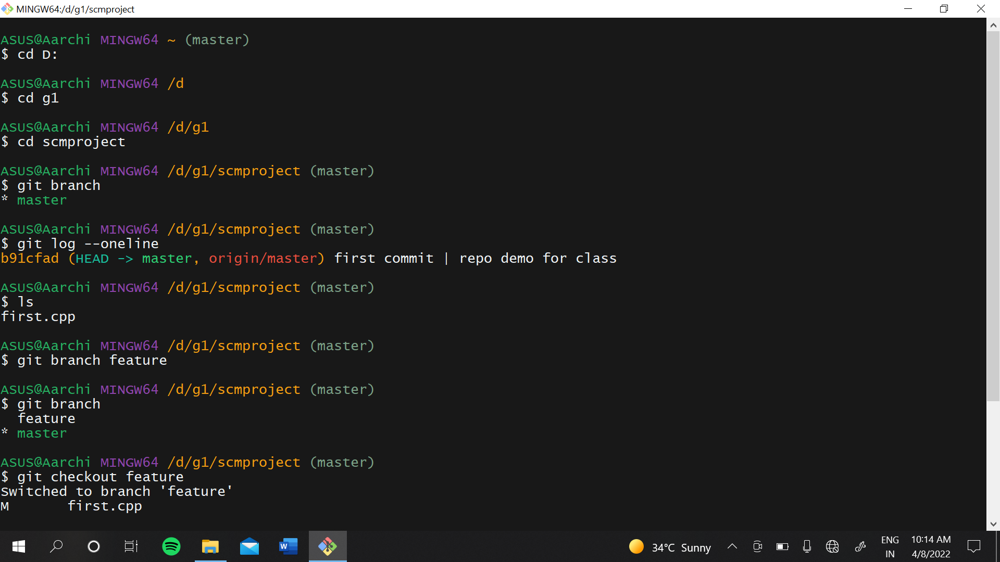 MINGW64:/d/g1/scmproject
ASUS@Aarchi MINGW64 ~ (master)
$ cd D:
ASUS@Aarchi MINGW64 /d
$ cd g1
ASUS@Aarchi MINGW64 /d/g1
$ cd scmproject
ASUS@Aarchi MINGW64 /d/g1/scmproject (master)
$ git branch
* master
ASUS@Aarchi MINGW64 /d/g1/scmproject (master)
$ git log --oneline
b91cfad (HEAD -> master, origin/master) first commit | repo demo for class
ASUS@Aarchi MINGW64 /d/g1/scmproject (master)
$ ls
first.cpp
ASUS@Aarchi MINGW64 /d/g1/scmproject (master)
$ git branch feature
ASUS@Aarchi MINGW64 /d/g1/scmproject (master)
$ git branch
  feature
* master
ASUS@Aarchi MINGW64 /d/g1/scmproject (master)
$ git checkout feature
Switched to branch 'feature'
M       first.cpp
W
34°C Sunny
ENG
IN
10:14 AM
4/8/2022